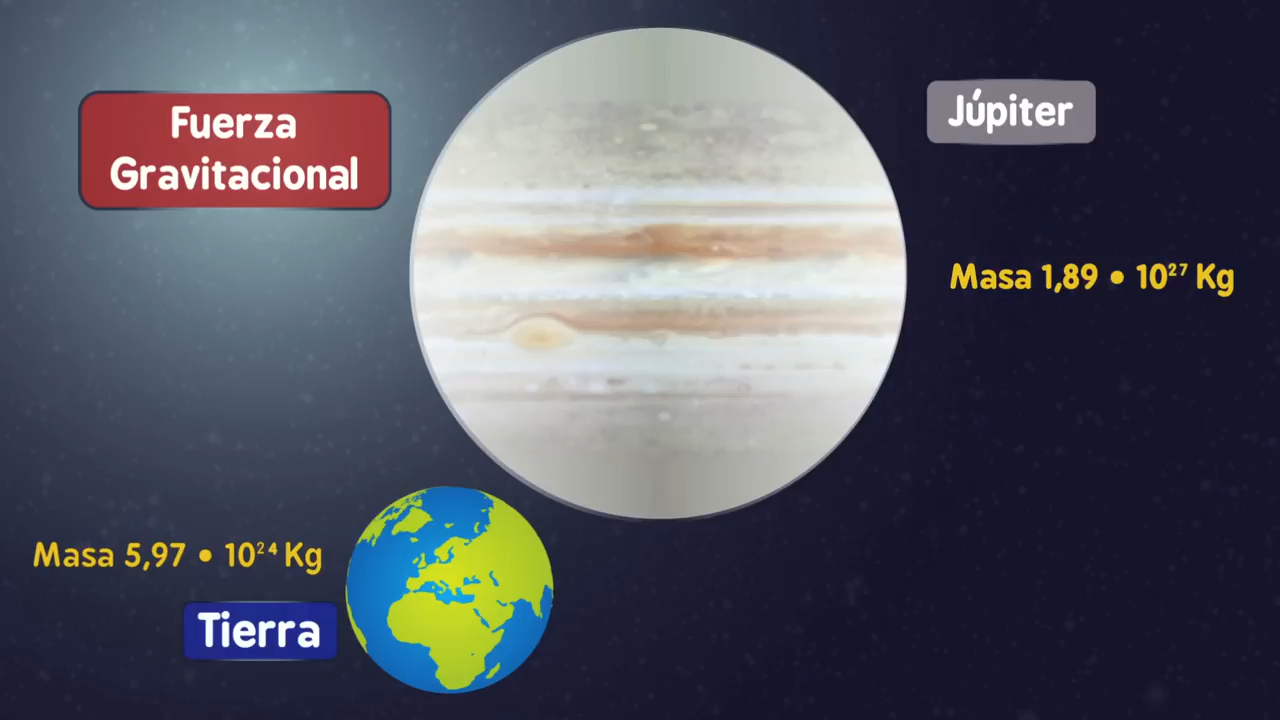 Fuerza
Gravitacional
Júpiter
Masa 1,89 • 10²⁷ Kg
Masa 5,97 • 10²⁴ Kg
Tierra